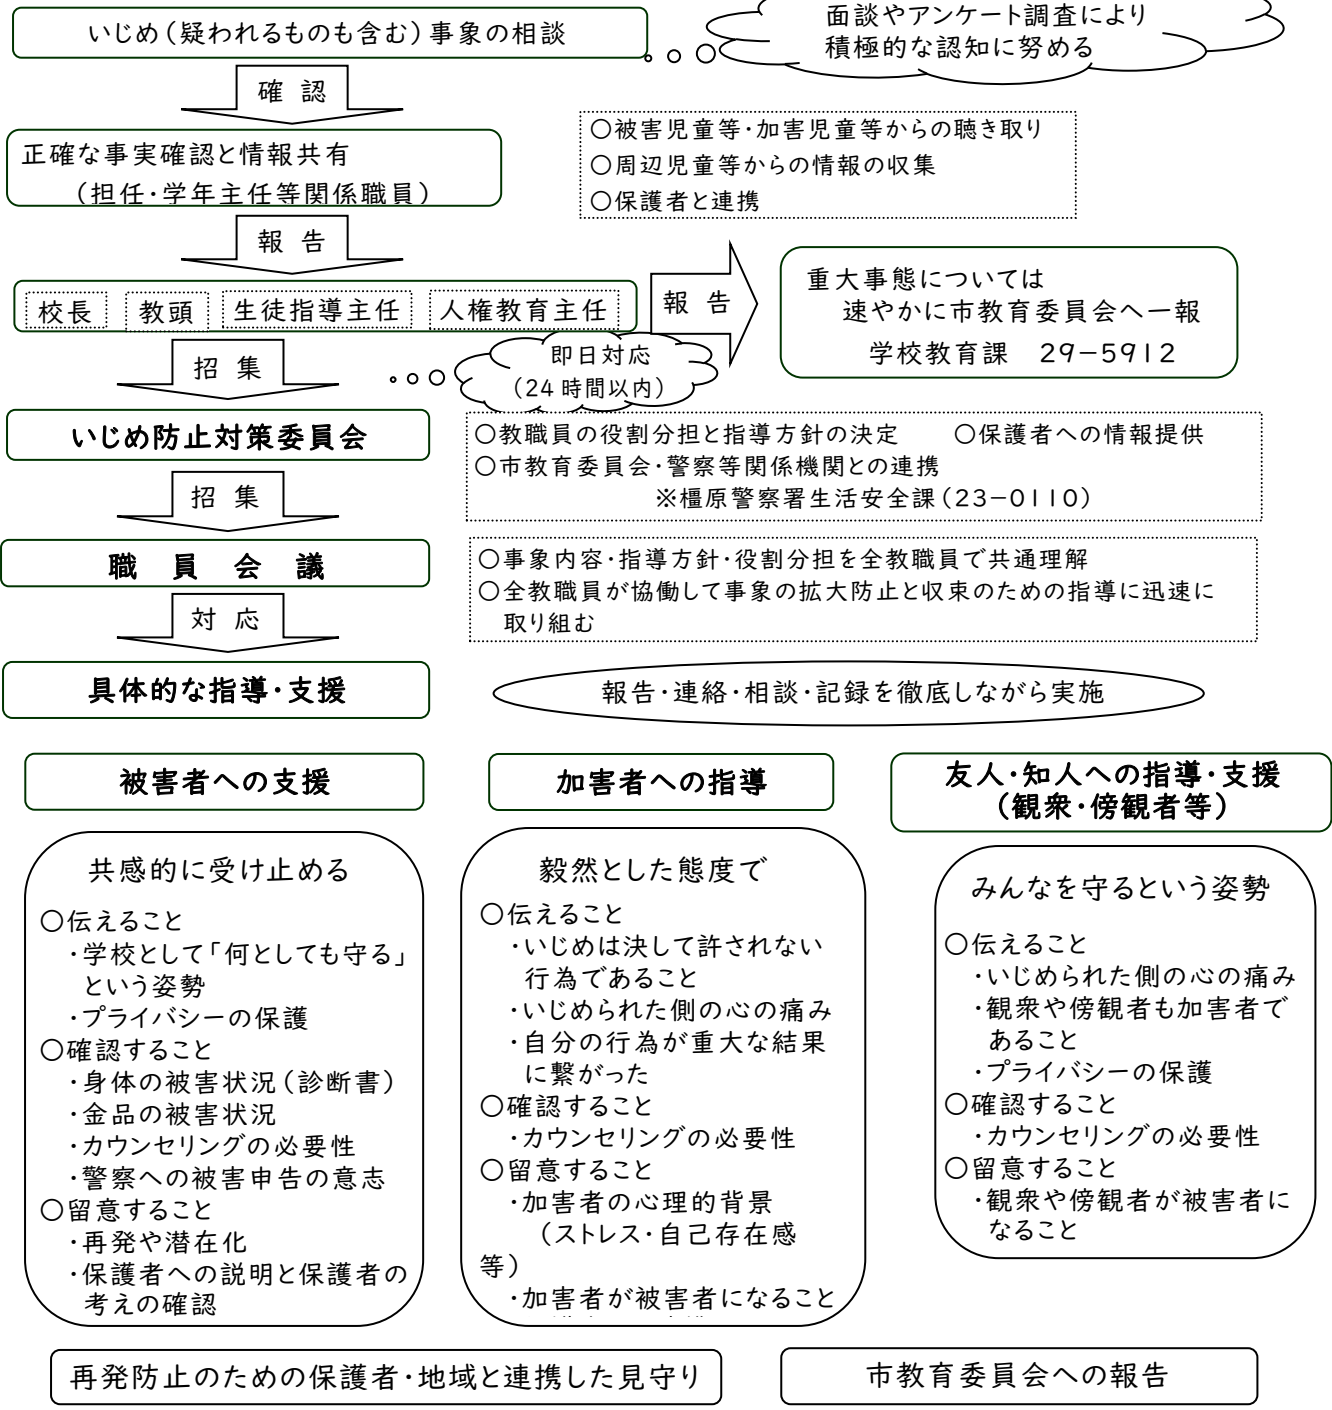 いじめ（疑われるものも含む）事象の相談
面談やアンケート調査により
積極的な認知に努める
確 認
正確な事実確認と情報共有
（担任・学年主任等関係職員）
〇被害児童等・加害児童等からの聴き取り
〇周辺児童等からの情報の収集
〇保護者と連携
報 告
校長 教頭 生徒指導主任 人権教育主任
報 告
重大事態については
速やかに市教育委員会へ一報
学校教育課　29−5912
招 集
即日対応
（24時間以内）
いじめ防止対策委員会
〇教職員の役割分担と指導方針の決定　　〇保護者への情報提供
〇市教育委員会・警察等関係機関との連携
※橿原警察署生活安全課（23−0110）
招 集
職　員　会　議
〇事象内容・指導方針・役割分担を全教職員で共通理解
〇全教職員が協働して事象の拡大防止と収束のための指導に迅速に
取り組む
対 応
具体的な指導・支援
報告・連絡・相談・記録を徹底しながら実施
被害者への支援
共感的に受け止める
〇伝えること
・学校として「何としても守る」
という姿勢
・プライバシーの保護
〇確認すること
・身体の被害状況（診断書）
・金品の被害状況
・カウンセリングの必要性
・警察への被害申告の意志
〇留意すること
・再発や潜在化
・保護者への説明と保護者の
考えの確認
加害者への指導
毅然とした態度で
〇伝えること
・いじめは決して許されない
行為であること
・いじめられた側の心の痛み
・自分の行為が重大な結果
に繋がった
〇確認すること
・カウンセリングの必要性
〇留意すること
・加害者の心理的背景
（ストレス・自己存在感
等）
・加害者が被害者になること
友人・知人への指導・支援
（観衆・傍観者等）
みんなを守るという姿勢
〇伝えること
・いじめられた側の心の痛み
・観衆や傍観者も加害者で
あること
・プライバシーの保護
〇確認すること
・カウンセリングの必要性
〇留意すること
・観衆や傍観者が被害者に
なること
再発防止のための保護者・地域と連携した見守り
市教育委員会への報告